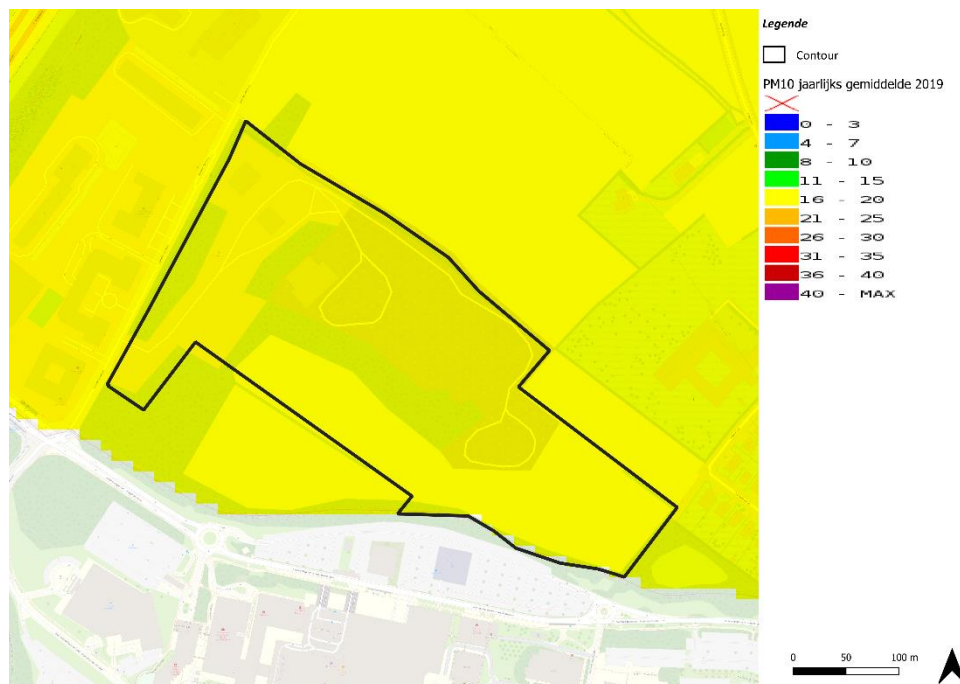 Legende
Contour
PM10 jaarlijks gemiddelde 2019
0 - 3
4 - 7
8 - 10
11 - 15
16 - 20
21 - 25
26 - 30
31 - 35
36 - 40
40 - MAX
0 50 100 m